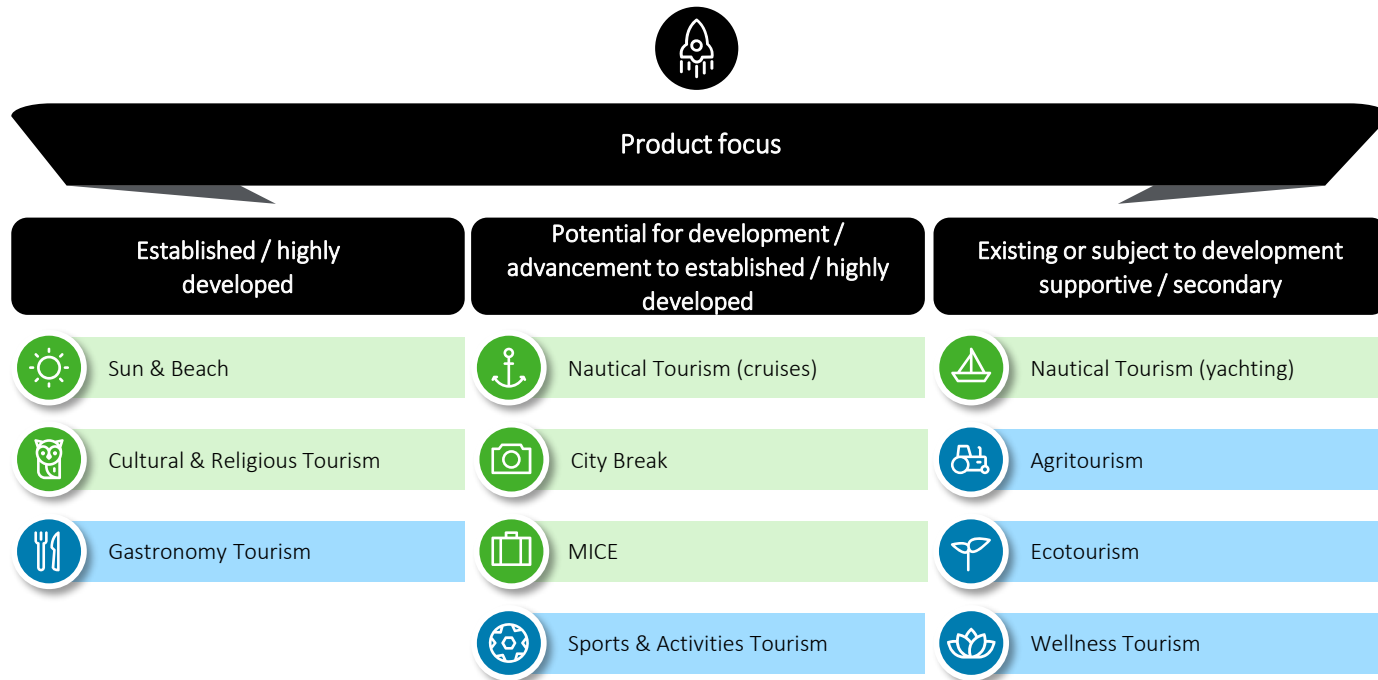 Product focus
Established / highly
developed
Potential for development /
advancement to established / highly
developed
Existing or subject to development
supportive / secondary
Sun & Beach
Cultural & Religious Tourism
Gastronomy Tourism
Nautical Tourism (cruises)
City Break
MICE
Sports & Activities Tourism
Nautical Tourism (yachting)
Agritourism
Ecotourism
Wellness Tourism